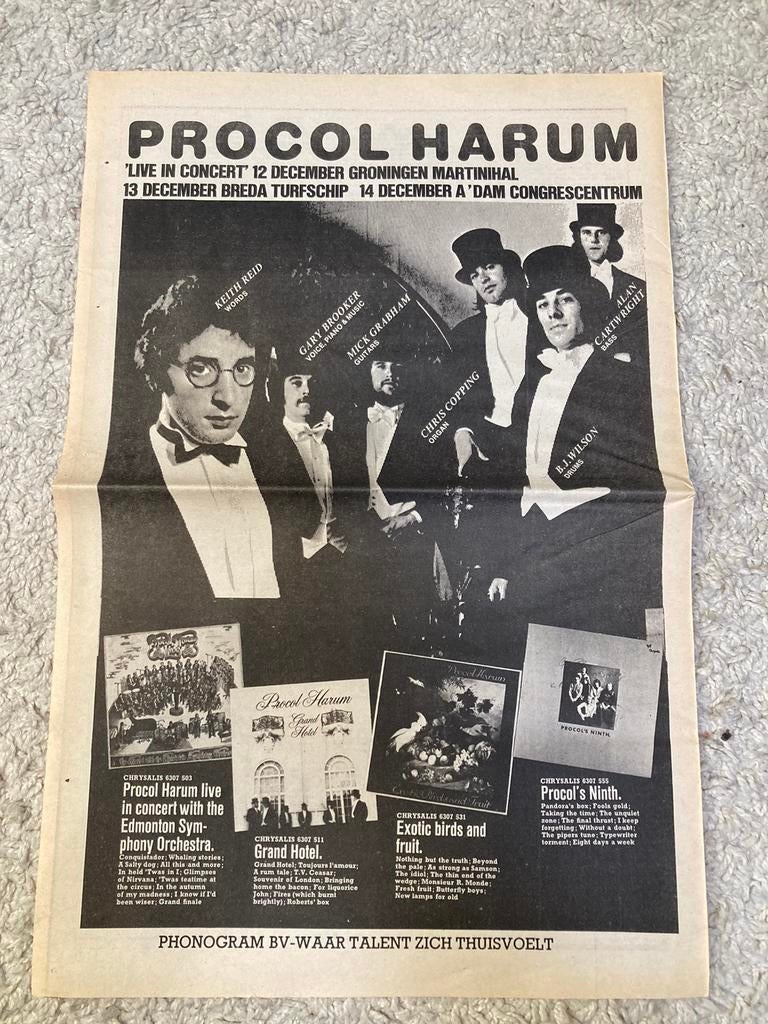 PROCOL HARUM
'LIVE IN CONCERT' 12 DECEMBER GRONINGEN MARTINIHAL
13 DECEMBER BREDA TURFSCHIP 14 DECEMBER A'DAM CONGRESCENTRUM
KEITH REID
WORDS
GARY BROOKER
VOICE, PIANO & MUSIC
MICK GRABHAM
GUITARS
CHRIS COPPING
ORGAN
ALAN
CARTWRIGHT
BASS
B.J. WILSON
DRUMS
Procol Harum
Grand
Hotel
Procol Harum
Exotic Birds and Fruit
PROCOL'S NINTH
CHRYSALIS 6307 503
Procol Harum live
in concert with the
Edmonton Sym-
phony Orchestra.
Conquistador; Whaling stories;
A Salty dog; All this and more;
In held 'Twas in I; Glimpses
of Nirvana; 'Twas teatime at
the circus; In the autumn
of my madness; I know if I'd
been wiser; Grand finale
CHRYSALIS 6307 511
Grand Hotel.
Grand Hotel; Toujours l'amour;
A rum tale; T.V. Ceasar;
Souvenir of London; Bringing
home the bacon; For liquorice
John; Fires (which burnt
brightly); Roberts' box
CHRYSALIS 6307 531
Exotic birds and
fruit.
Nothing but the truth; Beyond
the pale; As strong as Samson;
The idol; The thin end of the
wedge; Monsieur R. Monde;
Fresh fruit; Butterfly boys;
New lamps for old
CHRYSALIS 6307 555
Procol's Ninth.
Pandora's box; Fools gold;
Taking the time; The unquiet
zone; The final thrust; I keep
forgetting; Without a doubt;
The pipers tune; Typewriter
torment; Eight days a week
PHONOGRAM BV-WAAR TALENT ZICH THUISVOELT